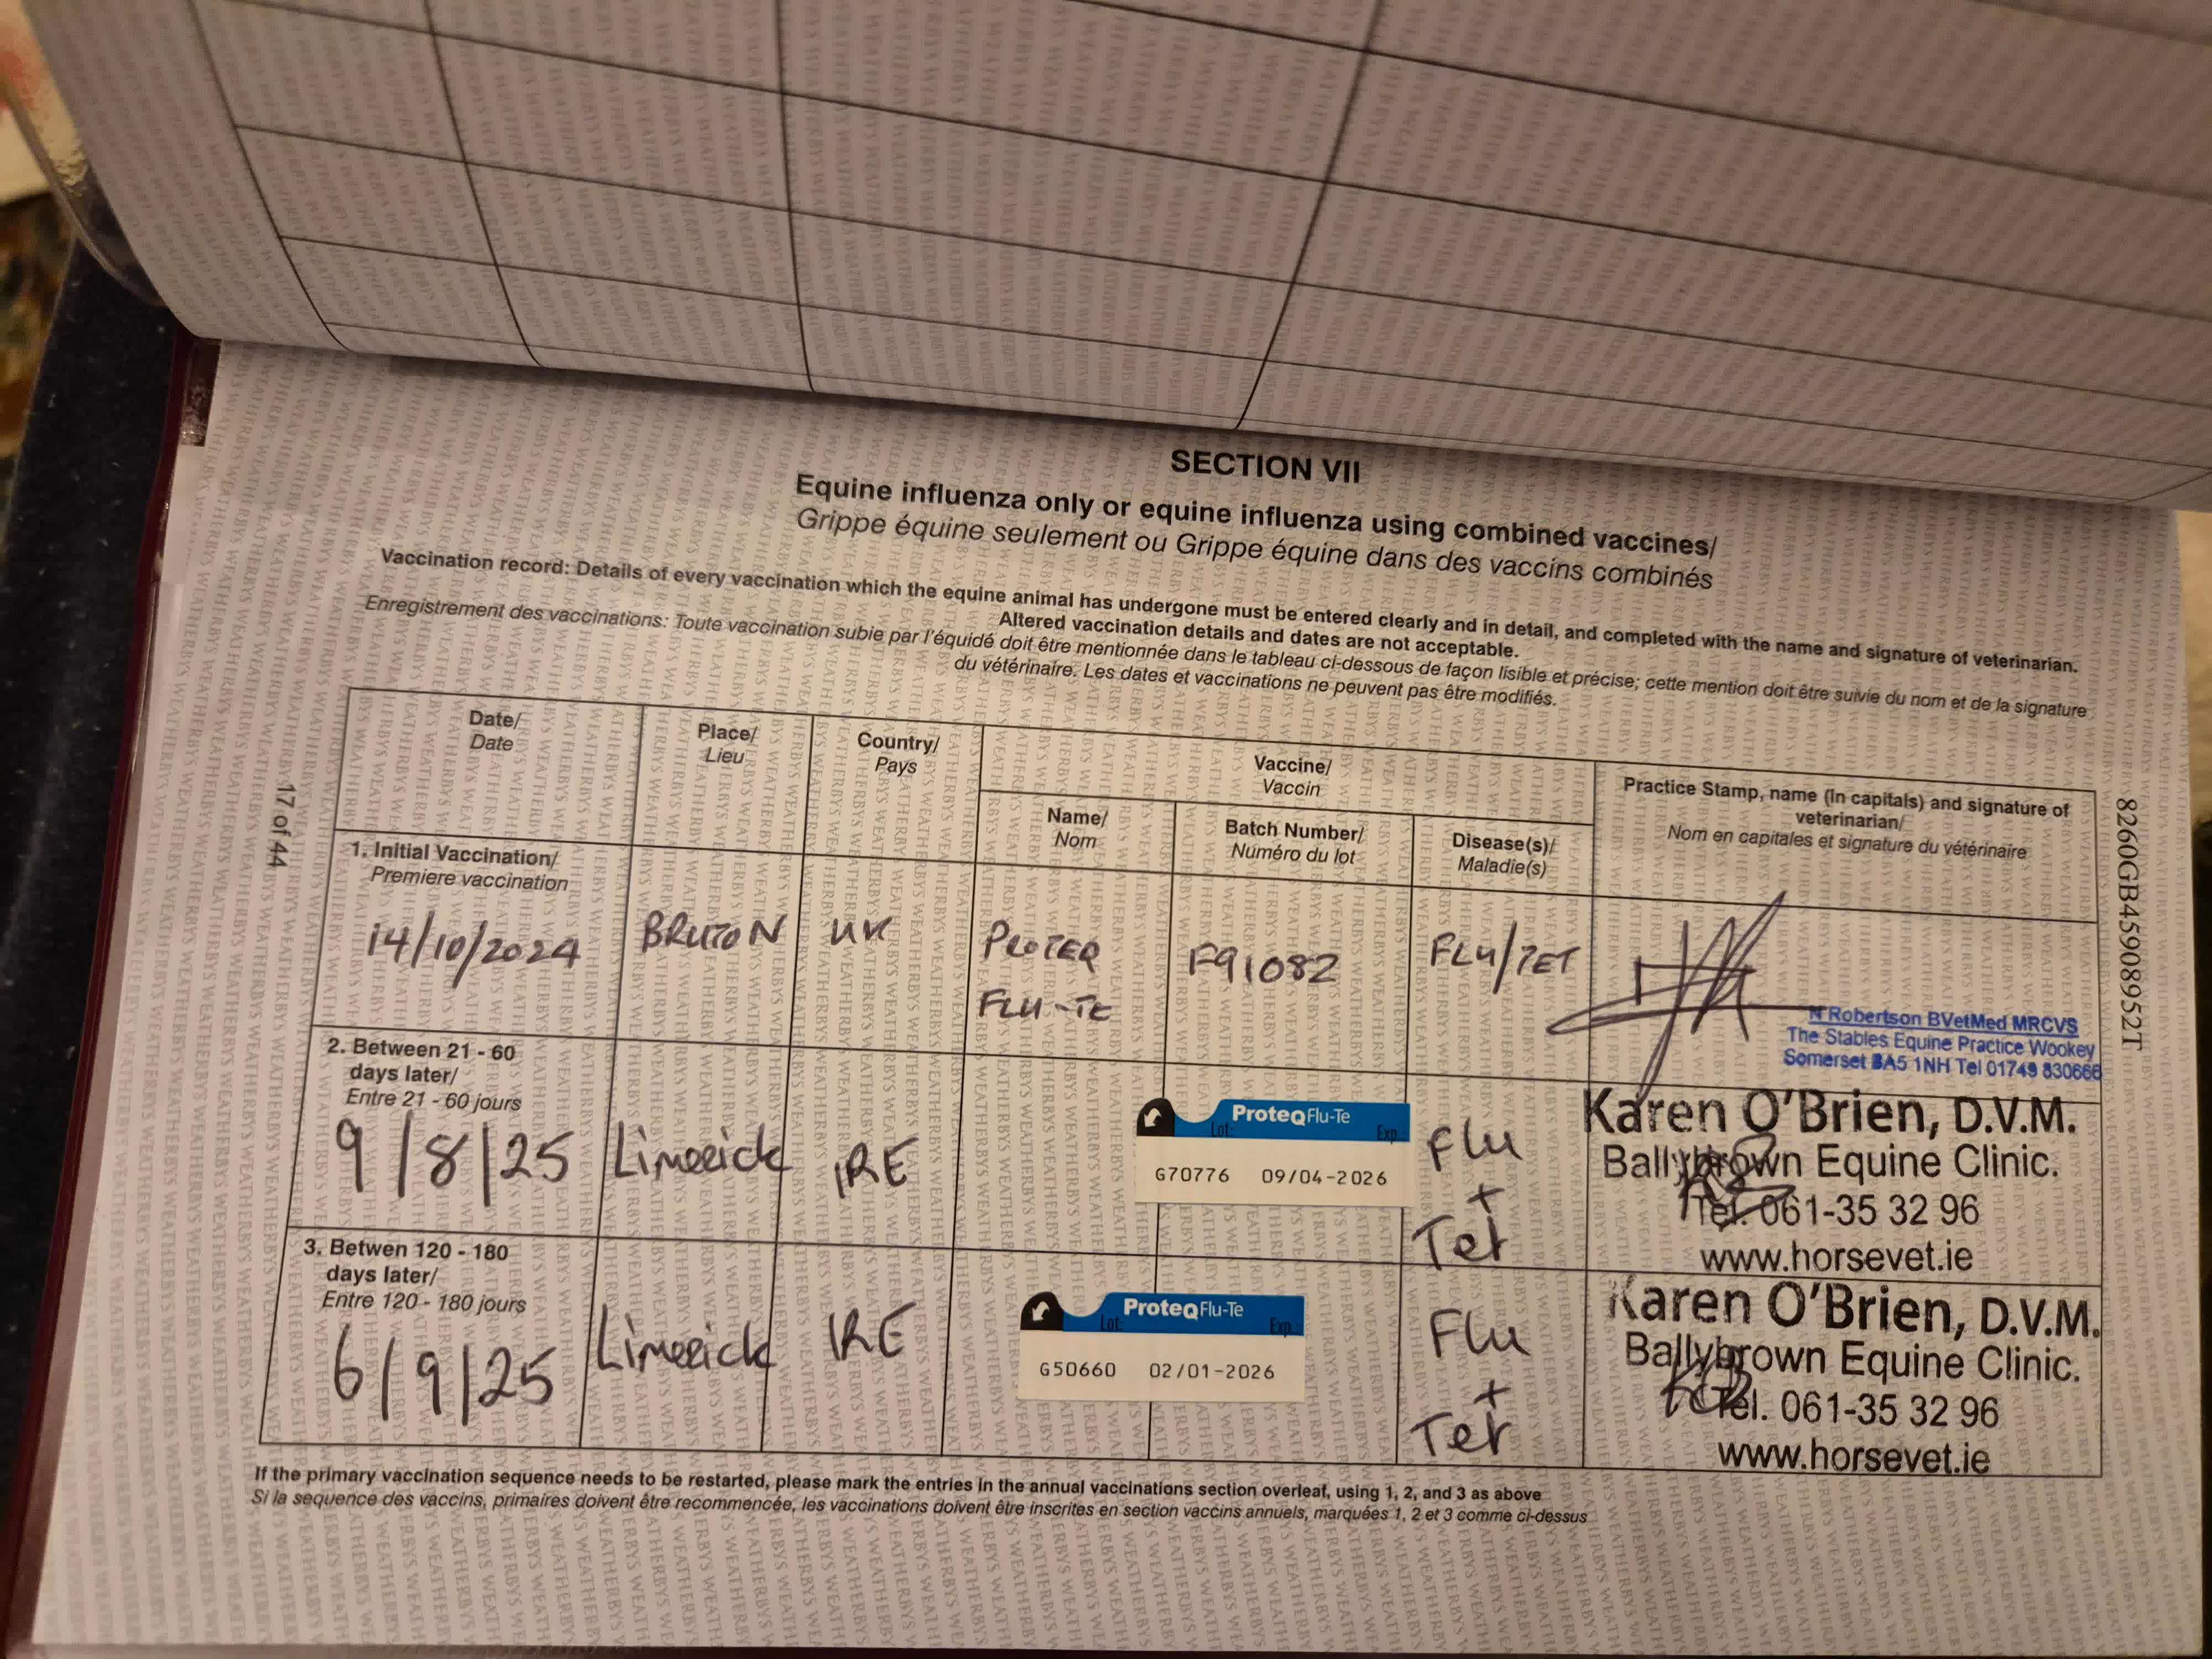 SECTION VII
Equine influenza only or equine influenza using combined vaccines/
Grippe équine seulement ou Grippe équine dans des vaccins combinés
Vaccination record: Details of every vaccination which the equine animal has undergone must be entered clearly and in detail, and completed with the name and signature of veterinarian.
Altered vaccination details and dates are not acceptable.
Enregistrement des vaccinations: Toute vaccination subie par l'équidé doit être mentionnée dans le tableau ci-dessous de façon lisible et précise; cette mention doit être suivie du nom et de la signature
du vétérinaire. Les dates et vaccinations ne peuvent pas être modifiés.
Date/
Date
Place/
Lieu
Country/
Pays
Vaccine/
Vaccin
Name/
Nom
Batch Number/
Numéro du lot
Disease(s)/
Maladie(s)
Practice Stamp, name (in capitals) and signature of
veterinarian/
Nom en capitales et signature du vétérinaire
1. Initial Vaccination/
Premiere vaccination
14/10/2024
BRUTON
UK
PROTEQ
FLU-TE
F91082
FLU/TET
N Robertson BVetMed MRCVS
The Stables Equine Practice Wookey
Somerset BA5 1NH Tel 01749 830666
2. Between 21 - 60
days later/
Entre 21 - 60 jours
9/8/25
Limerick
IRE
ProteqFlu-Te
Lot: Exp.:
G70776 09/04-2026
Flu
+
Tet
Karen O'Brien, D.V.M.
Ballybrown Equine Clinic.
Tel. 061-35 32 96
www.horsevet.ie
3. Betwen 120 - 180
days later/
Entre 120 - 180 jours
6/9/25
Limerick
IRE
ProteqFlu-Te
Lot: Exp.:
G50660 02/01-2026
Flu
+
Tet
Karen O'Brien, D.V.M.
Ballybrown Equine Clinic.
Tel. 061-35 32 96
www.horsevet.ie
If the primary vaccination sequence needs to be restarted, please mark the entries in the annual vaccinations section overleaf, using 1, 2, and 3 as above
Si la sequence des vaccins, primaires doivent être recommencée, les vaccinations doivent être inscrites en section vaccins annuels, marquées 1, 2 et 3 comme ci-dessus
17 of 44
8260GB45908952T
WEATHERBYS